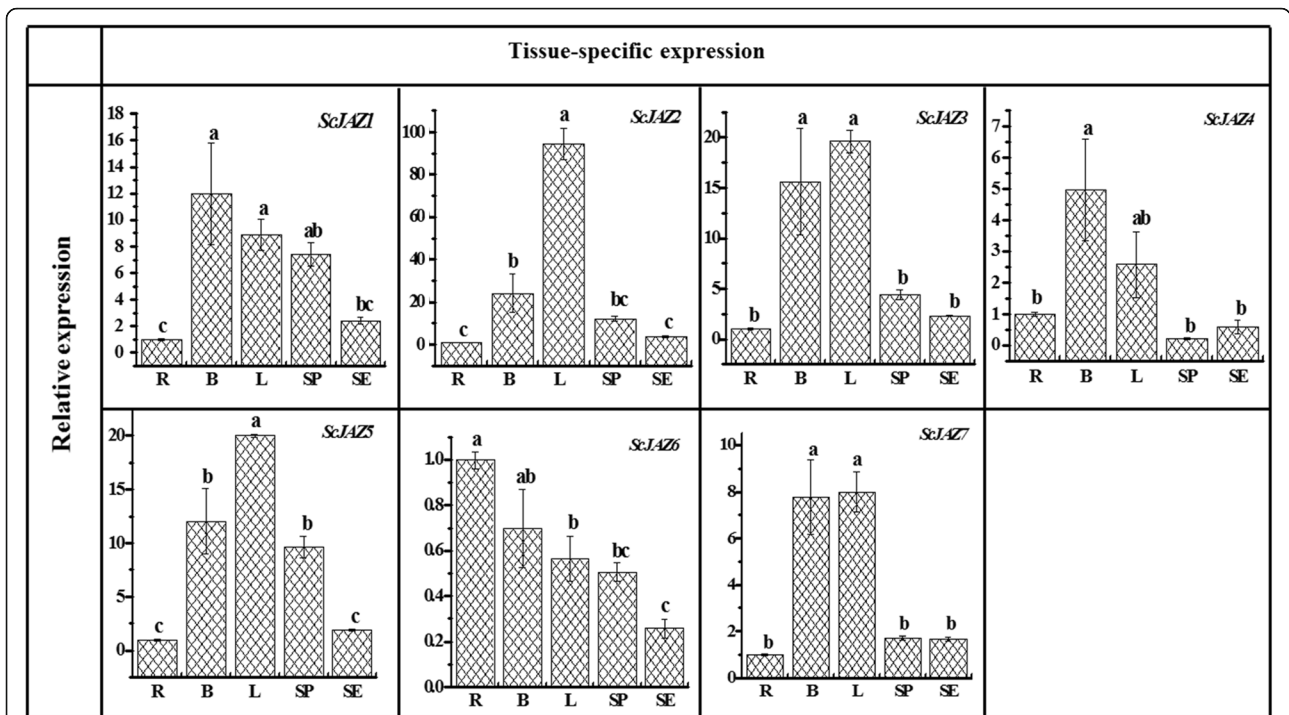 Tissue-specific expression
Relative expression
ScJAZ1
18
16
14
12
10
8
6
4
2
0
c
a
a
ab
bc
R B L SP SE
ScJAZ2
100
80
60
40
20
0
c
b
a
bc
c
R B L SP SE
ScJAZ3
20
15
10
5
0
b
a
a
b
b
R B L SP SE
ScJAZ4
7
6
5
4
3
2
1
0
b
a
ab
b
b
R B L SP SE
ScJAZ5
20
15
10
5
0
c
b
a
b
c
R B L SP SE
ScJAZ6
1.0
0.8
0.6
0.4
0.2
0.0
a
ab
b
bc
c
R B L SP SE
ScJAZ7
10
8
6
4
2
0
b
a
a
b
b
R B L SP SE